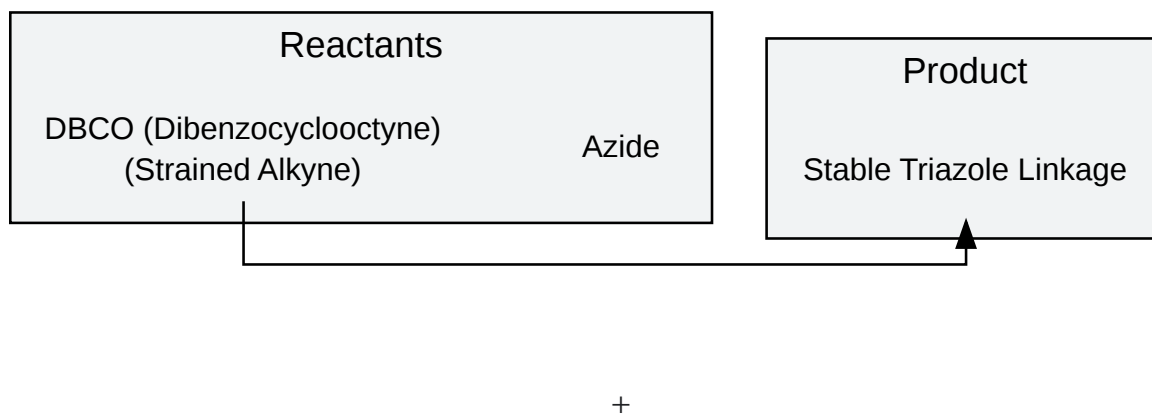 Reactants
DBCO (Dibenzocyclooctyne)
(Strained Alkyne)
Azide
Product
Stable Triazole Linkage
+